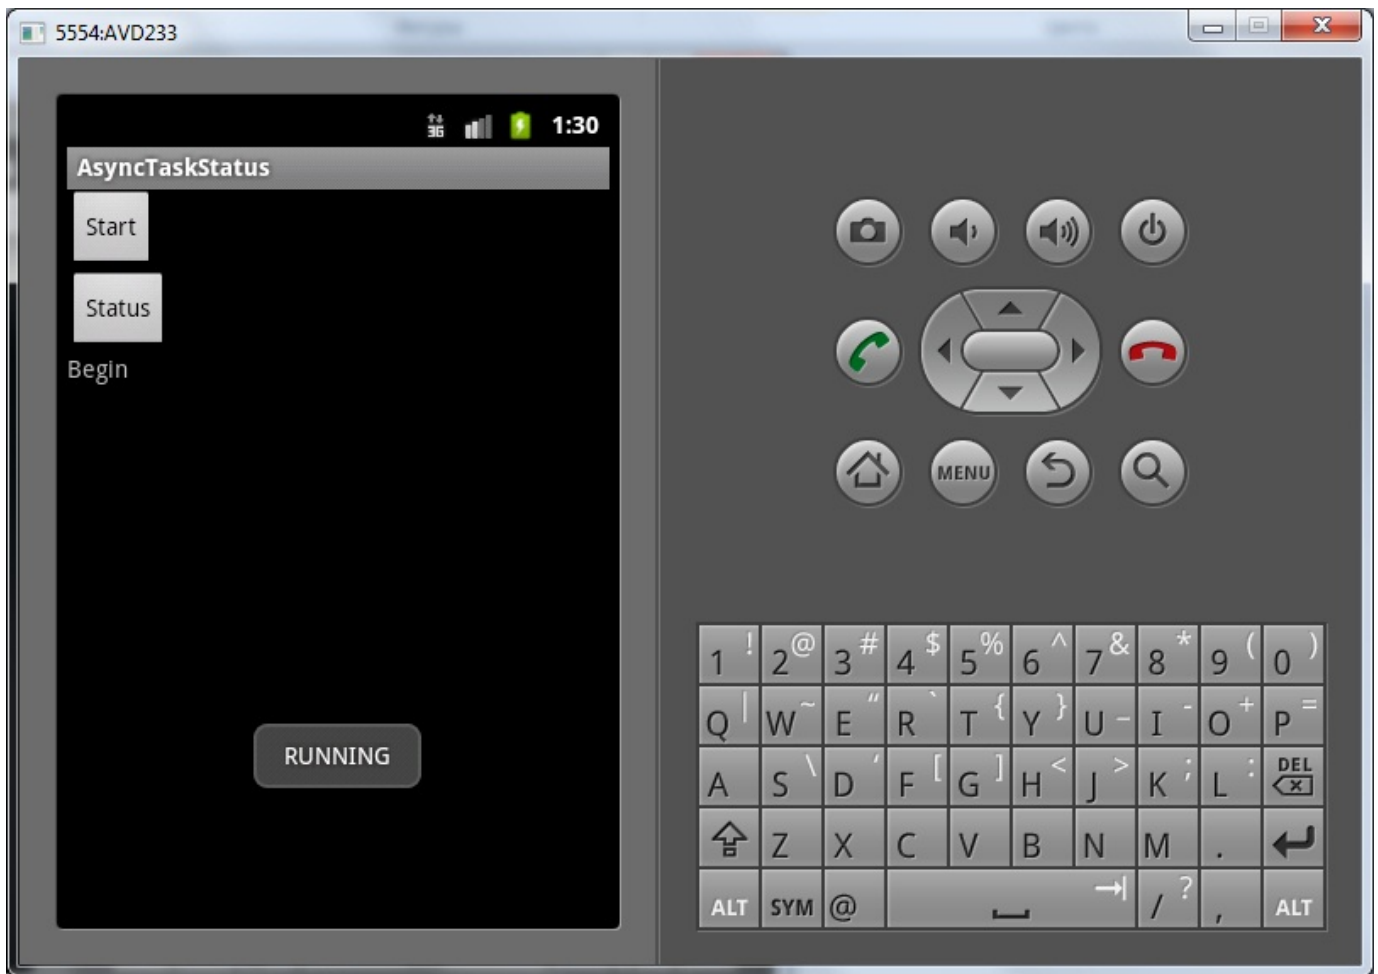 5554:AVD233
3G 1:30
AsyncTaskStatus
Start
Status
Begin
RUNNING
MENU
1 ! 2 @ 3 # 4 $ 5 % 6 ^ 7 & 8 * 9 ( 0 )
Q | W ~ E “ R ` T { Y } U _ I - O + P =
A S \ D ‘ F [ G ] H < J > K ; L : DEL
Z X C V B N M .
ALT SYM @ / ? , ALT